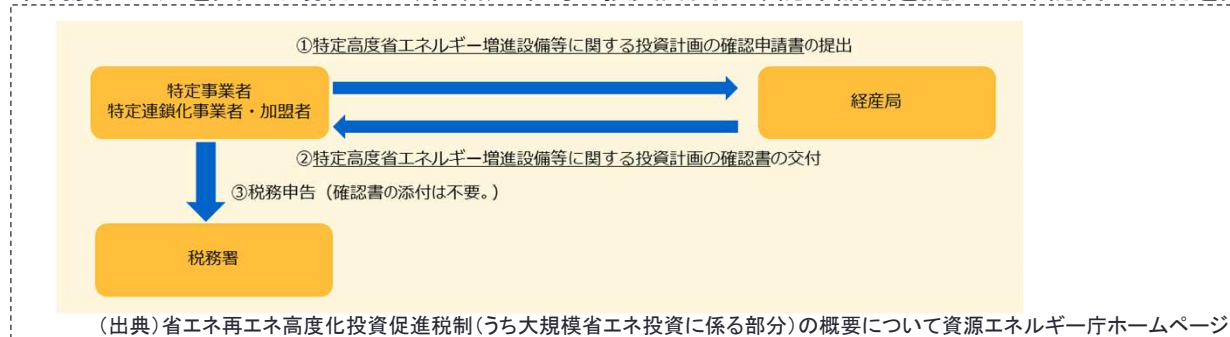 ①特定高度省エネルギー増進設備等に関する投資計画の確認申請書の提出
特定事業者
特定連鎖化事業者・加盟者
経産局
②特定高度省エネルギー増進設備等に関する投資計画の確認書の交付
③税務申告（確認書の添付は不要。）
税務署
（出典）省エネ再エネ高度化投資促進税制（うち大規模省エネ投資に係る部分）の概要について資源エネルギー庁ホームページ